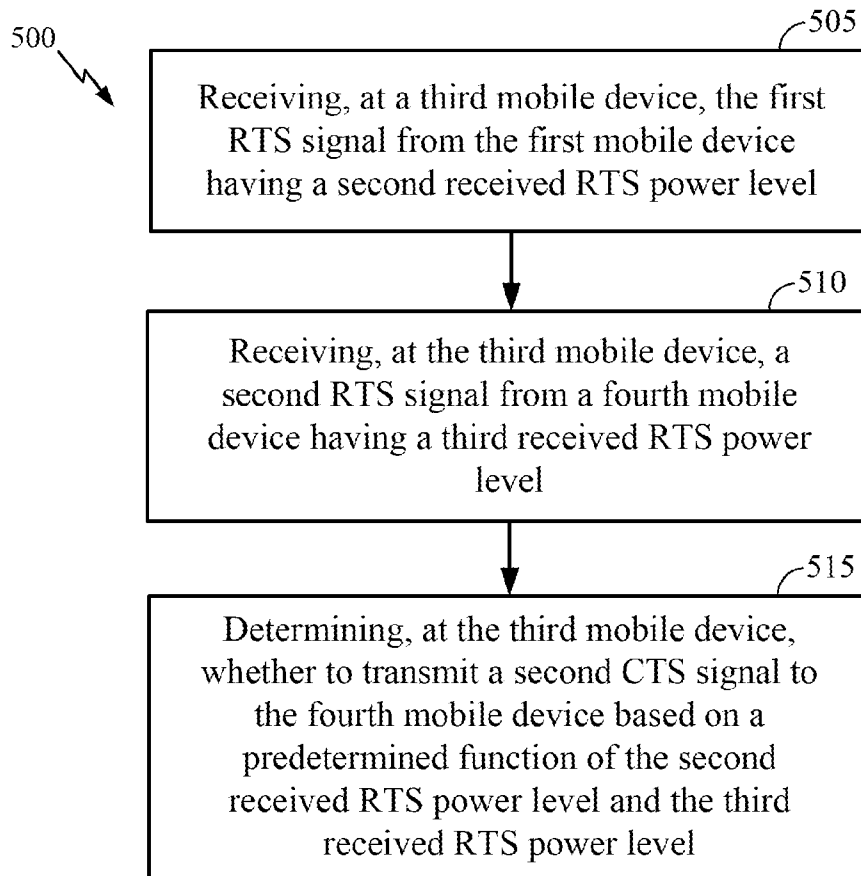 500
505
Receiving, at a third mobile device, the first
RTS signal from the first mobile device
having a second received RTS power level
510
Receiving, at the third mobile device, a
second RTS signal from a fourth mobile
device having a third received RTS power
level
515
Determining, at the third mobile device,
whether to transmit a second CTS signal to
the fourth mobile device based on a
predetermined function of the second
received RTS power level and the third
received RTS power level